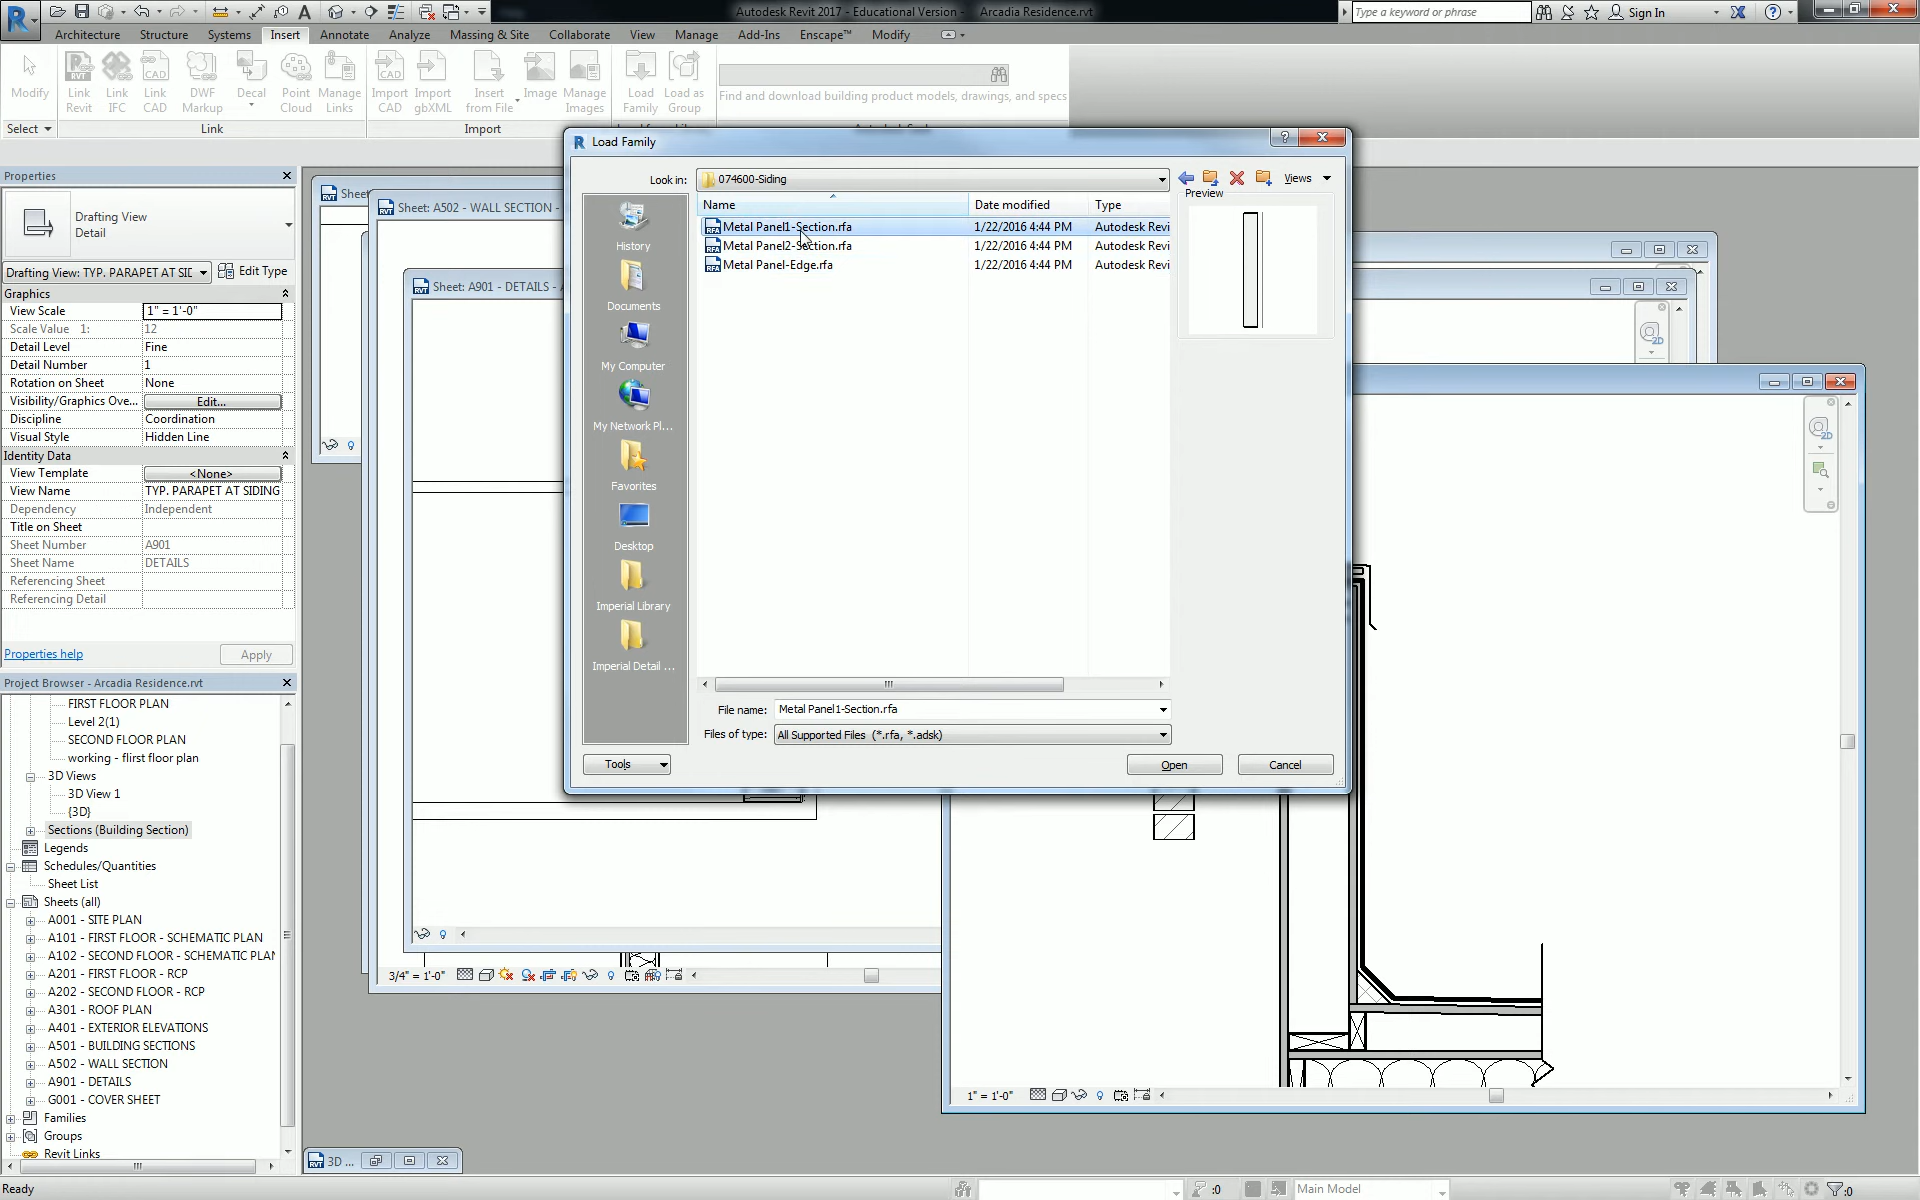 Autodesk Revit 2017 - Educational Version - Arcadia Residence.rvt
Type a keyword or phrase
Sign In
Architecture Structure Systems Insert Annotate Analyze Massing & Site Collaborate View Manage Add-Ins Enscape™ Modify
Modify
Link Revit
Link IFC
Link CAD
DWF Markup
Decal
Point Cloud
Manage Links
Import CAD
Import gbXML
Insert from File
Image
Manage Images
Load Family
Load as Group
Find and download building product models, drawings, and specs
Select
Link
Import
Properties
Drafting View
Detail
Drafting View: TYP. PARAPET AT SIC
Edit Type
Graphics
View Scale 1" = 1'-0"
Scale Value 1: 12
Detail Level Fine
Detail Number 1
Rotation on Sheet None
Visibility/Graphics Ove... Edit...
Discipline Coordination
Visual Style Hidden Line
Identity Data
View Template <None>
View Name TYP. PARAPET AT SIDING
Dependency Independent
Title on Sheet
Sheet Number A901
Sheet Name DETAILS
Referencing Sheet
Referencing Detail
Properties help
Apply
Project Browser - Arcadia Residence.rvt
FIRST FLOOR PLAN
Level 2(1)
SECOND FLOOR PLAN
working - flirst floor plan
3D Views
3D View 1
{3D}
Sections (Building Section)
Legends
Schedules/Quantities
Sheet List
Sheets (all)
A001 - SITE PLAN
A101 - FIRST FLOOR - SCHEMATIC PLAN
A102 - SECOND FLOOR - SCHEMATIC PLAN
A201 - FIRST FLOOR - RCP
A202 - SECOND FLOOR - RCP
A301 - ROOF PLAN
A401 - EXTERIOR ELEVATIONS
A501 - BUILDING SECTIONS
A502 - WALL SECTION
A901 - DETAILS
G001 - COVER SHEET
Families
Groups
Revit Links
Ready
Sheet
Sheet: A502 - WALL SECTION -
Sheet: A901 - DETAILS -
3/4" = 1'-0"
3D ...
Load Family
Look in: 074600-Siding
Views
Preview
History
Documents
My Computer
My Network Pl...
Favorites
Desktop
Imperial Library
Imperial Detail ...
Name Date modified Type
Metal Panel1-Section.rfa 1/22/2016 4:44 PM Autodesk Revi
Metal Panel2-Section.rfa 1/22/2016 4:44 PM Autodesk Revi
Metal Panel-Edge.rfa 1/22/2016 4:44 PM Autodesk Revi
File name: Metal Panel1-Section.rfa
Files of type: All Supported Files (*.rfa, *.adsk)
Tools
Open
Cancel
2D
2D
1" = 1'-0"
:0
Main Model
:0